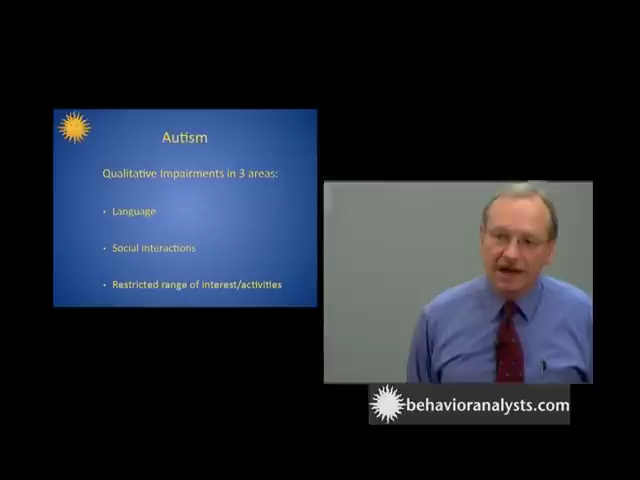 Autism
Qualitative Impairments in 3 areas:
• Language
• Social interactions
• Restricted range of interest/activities
behavioranalysts.com